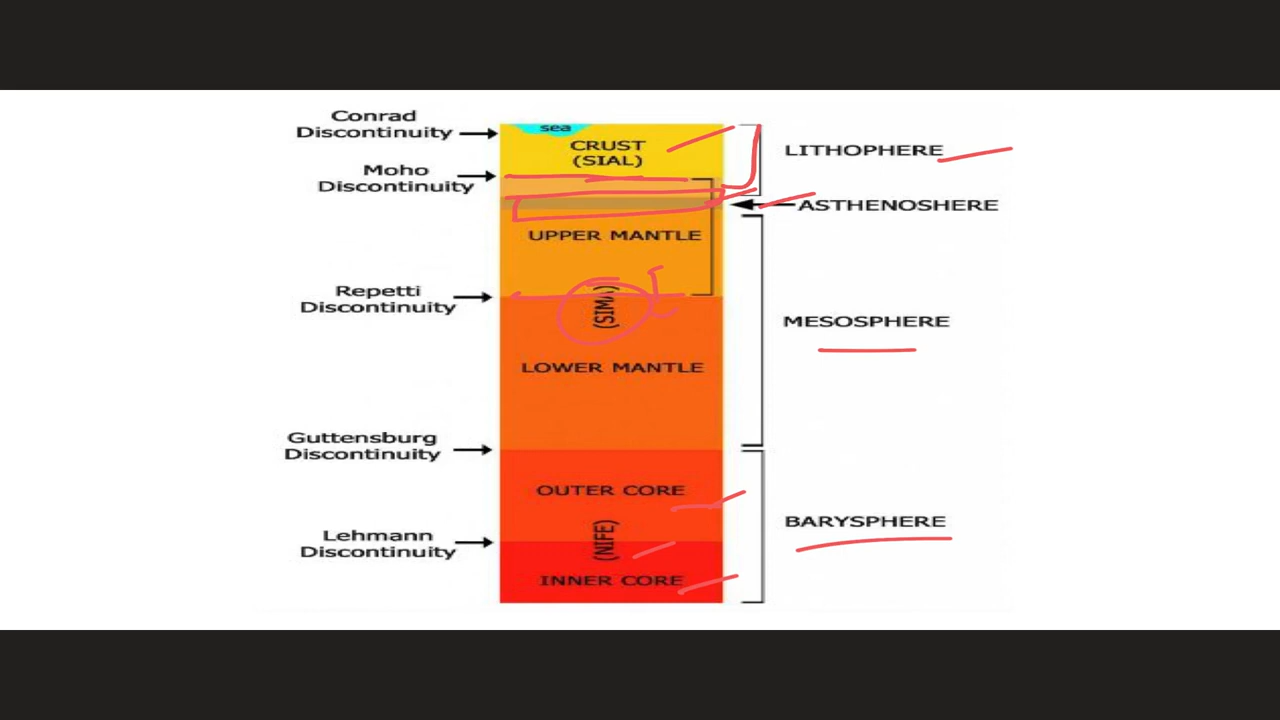 Conrad
Discontinuity
sea
CRUST
(SIAL)
LITHOPHERE
Moho
Discontinuity
ASTHENOSHERE
UPPER MANTLE
Repetti
Discontinuity
(SIMA)
MESOSPHERE
LOWER MANTLE
Guttensburg
Discontinuity
OUTER CORE
BARYSPHERE
Lehmann
Discontinuity
(NIFE)
INNER CORE